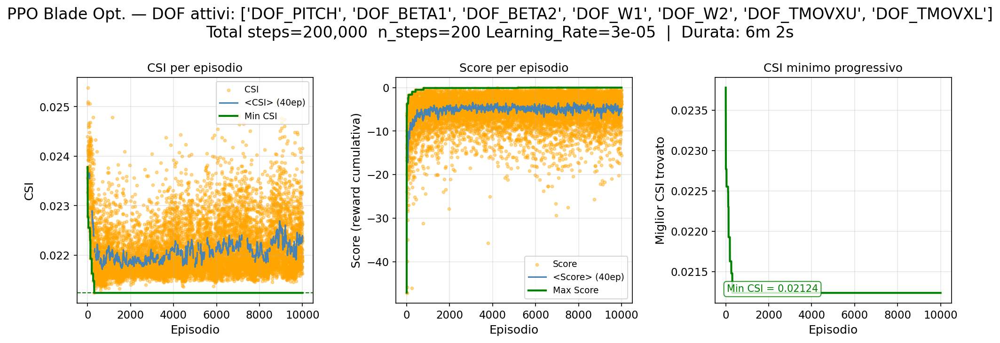 PPO Blade Opt. — DOF attivi: ['DOF_PITCH', 'DOF_BETA1', 'DOF_BETA2', 'DOF_W1', 'DOF_W2', 'DOF_TMOVXU', 'DOF_TMOVXL']
Total steps=200,000  n_steps=200 Learning_Rate=3e-05  |  Durata: 6m 2s
CSI per episodio
CSI
0.025
0.024
0.023
0.022
CSI
<CSI> (40ep)
Min CSI
0 2000 4000 6000 8000 10000
Episodio
Score per episodio
Score (reward cumulativa)
0
−10
−20
−30
−40
Score
<Score> (40ep)
Max Score
0 2000 4000 6000 8000 10000
Episodio
CSI minimo progressivo
Miglior CSI trovato
0.0235
0.0230
0.0225
0.0220
0.0215
Min CSI = 0.02124
0 2000 4000 6000 8000 10000
Episodio